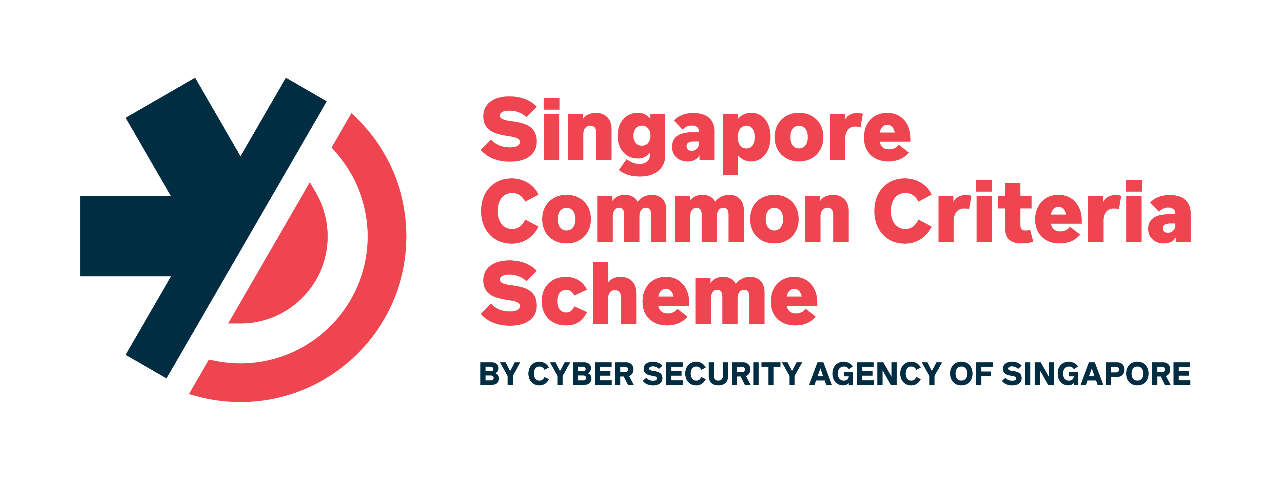 Singapore
Common Criteria
Scheme
BY CYBER SECURITY AGENCY OF SINGAPORE